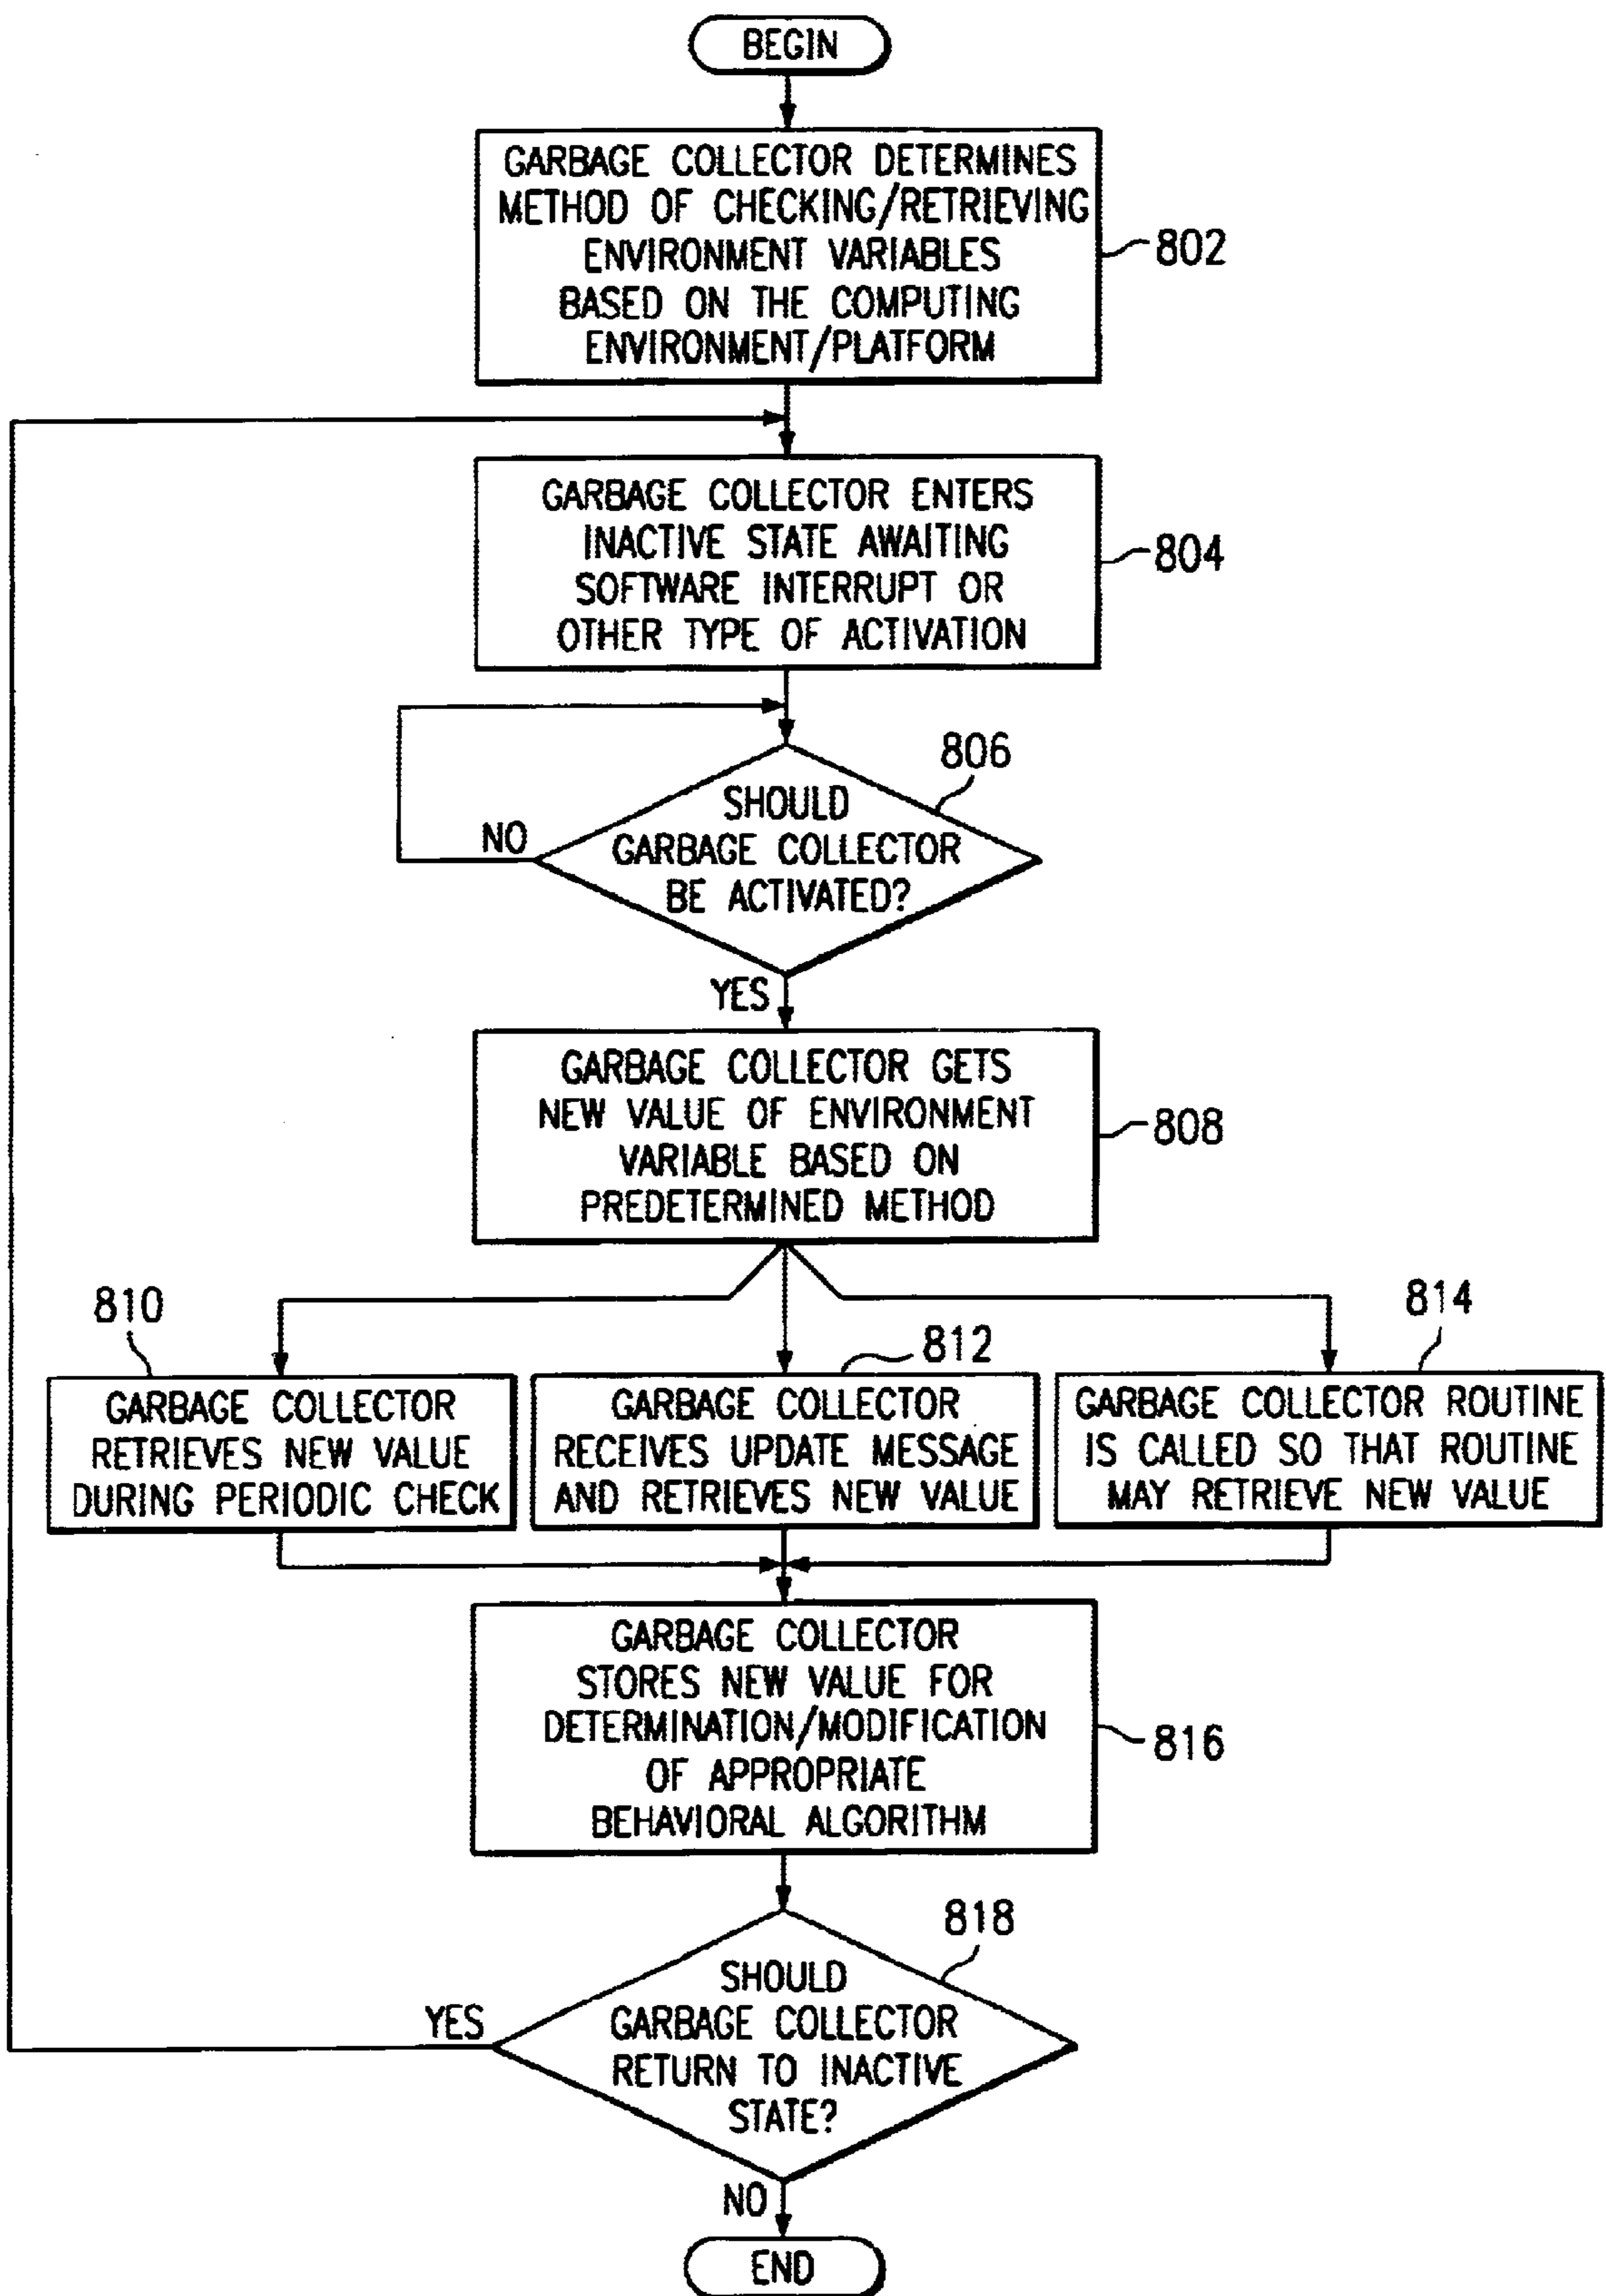 BEGIN
GARBAGE COLLECTOR DETERMINES
METHOD OF CHECKING/RETRIEVING
ENVIRONMENT VARIABLES
BASED ON THE COMPUTING
ENVIRONMENT/PLATFORM
802
GARBAGE COLLECTOR ENTERS
INACTIVE STATE AWAITING
SOFTWARE INTERRUPT OR
OTHER TYPE OF ACTIVATION
804
806
SHOULD
GARBAGE COLLECTOR
BE ACTIVATED?
NO
YES
GARBAGE COLLECTOR GETS
NEW VALUE OF ENVIRONMENT
VARIABLE BASED ON
PREDETERMINED METHOD
808
810
GARBAGE COLLECTOR
RETRIEVES NEW VALUE
DURING PERIODIC CHECK
812
GARBAGE COLLECTOR
RECEIVES UPDATE MESSAGE
AND RETRIEVES NEW VALUE
814
GARBAGE COLLECTOR ROUTINE
IS CALLED SO THAT ROUTINE
MAY RETRIEVE NEW VALUE
GARBAGE COLLECTOR
STORES NEW VALUE FOR
DETERMINATION/MODIFICATION
OF APPROPRIATE
BEHAVIORAL ALGORITHM
816
818
SHOULD
GARBAGE COLLECTOR
RETURN TO INACTIVE
STATE?
YES
NO
END